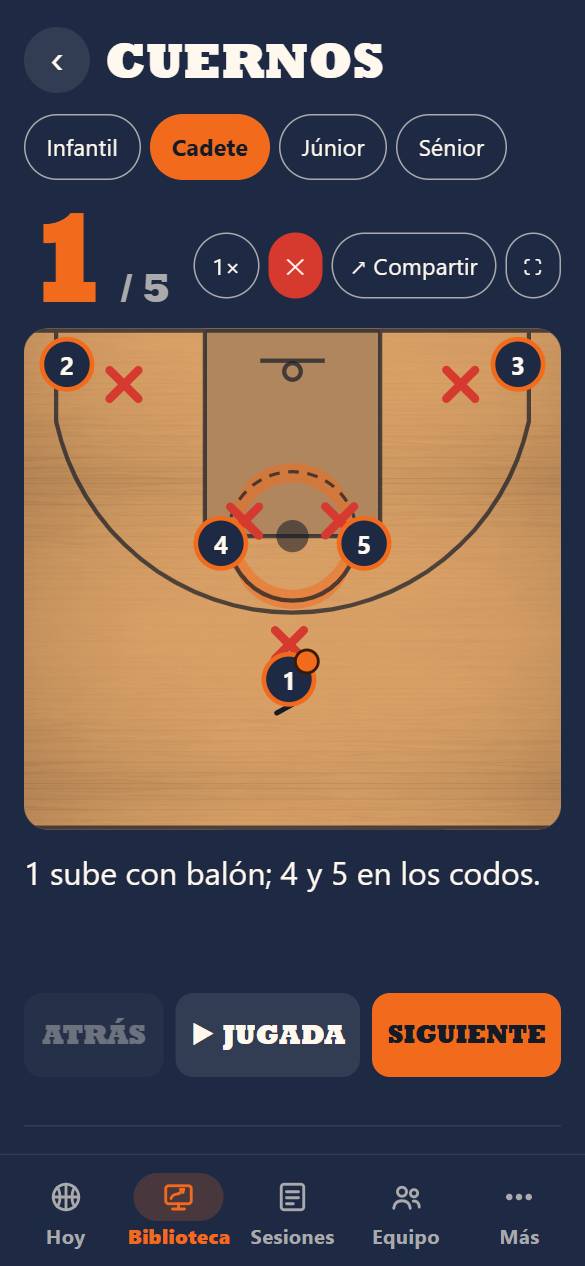 ‹ CUERNOS
Infantil Cadete Júnior Sénior
1 / 5 1× ↗ Compartir
2 3
4 5
1
1 sube con balón; 4 y 5 en los codos.
ATRÁS ▶ JUGADA SIGUIENTE
Hoy Biblioteca Sesiones Equipo Más